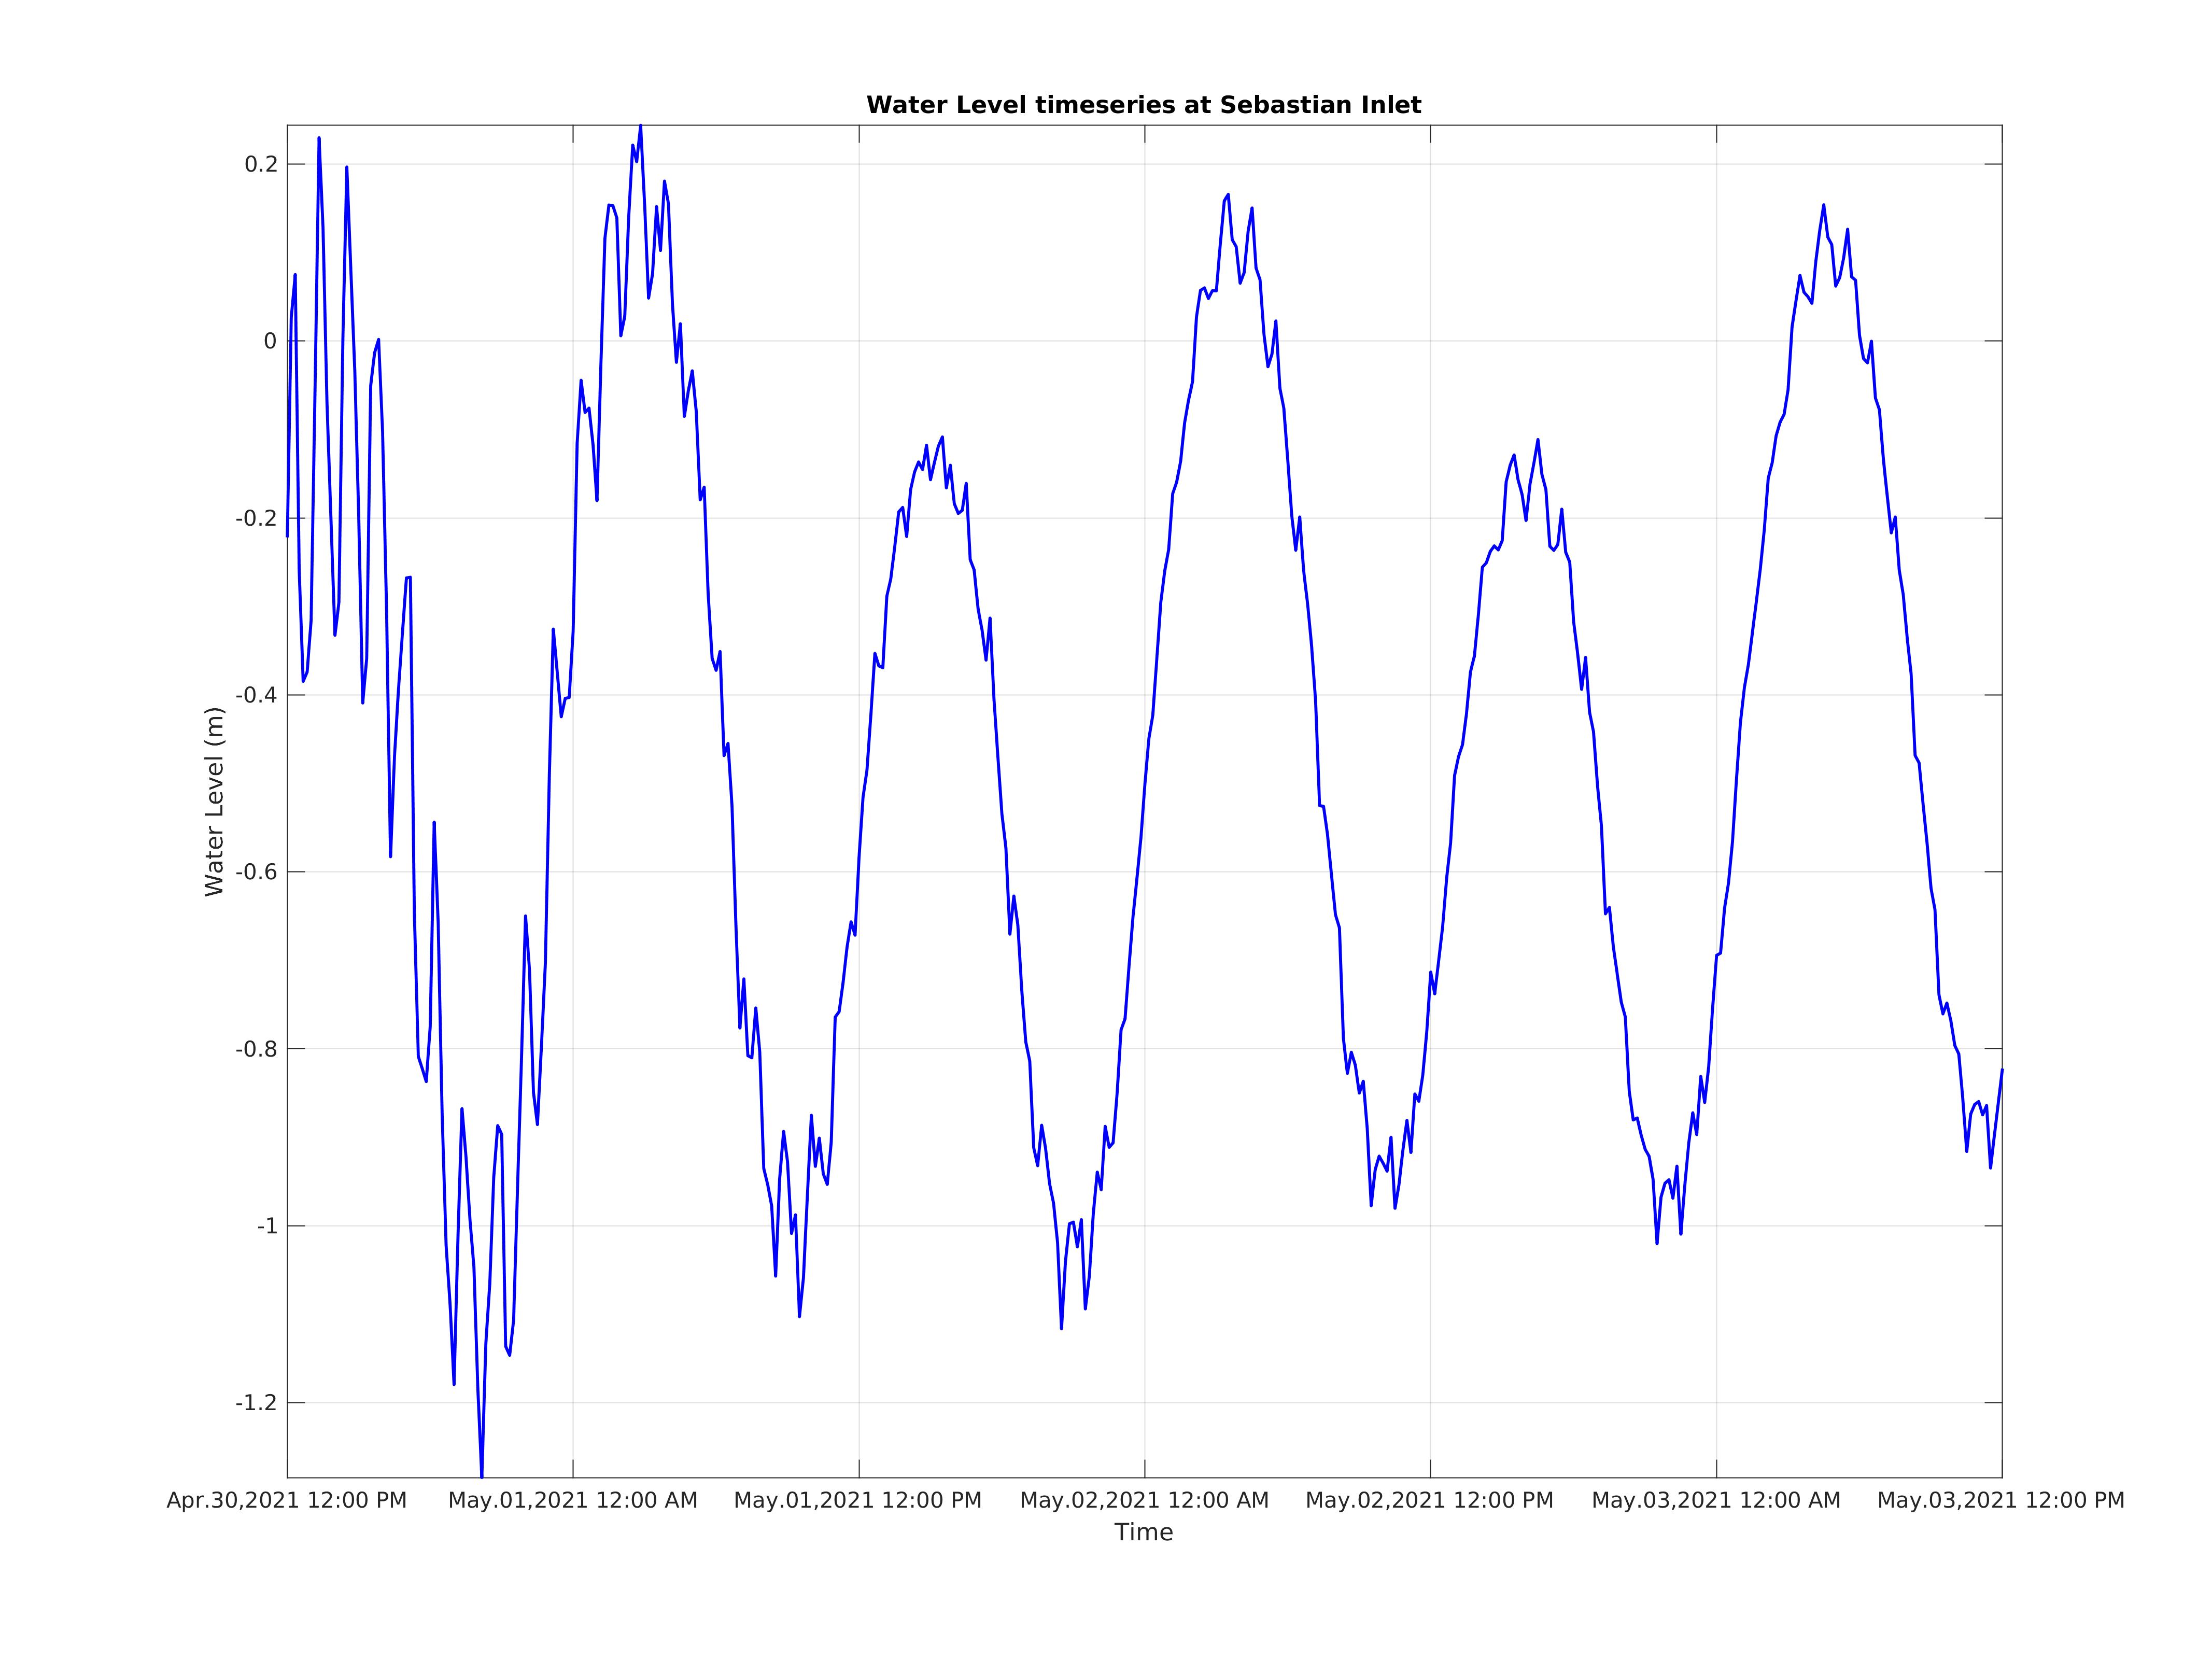 Water Level timeseries at Sebastian Inlet
0.2
0
-0.2
-0.4
-0.6
-0.8
-1
-1.2
Water Level (m)
Apr.30,2021 12:00 PM May.01,2021 12:00 AM May.01,2021 12:00 PM May.02,2021 12:00 AM May.02,2021 12:00 PM May.03,2021 12:00 AM May.03,2021 12:00 PM
Time